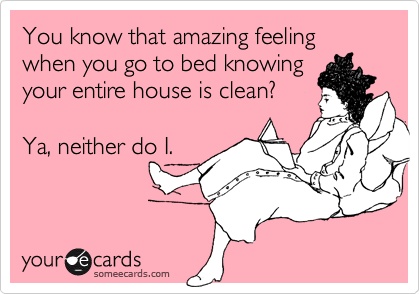 You know that amazing feeling
when you go to bed knowing
your entire house is clean?
Ya, neither do I.
your e cards
someecards.com